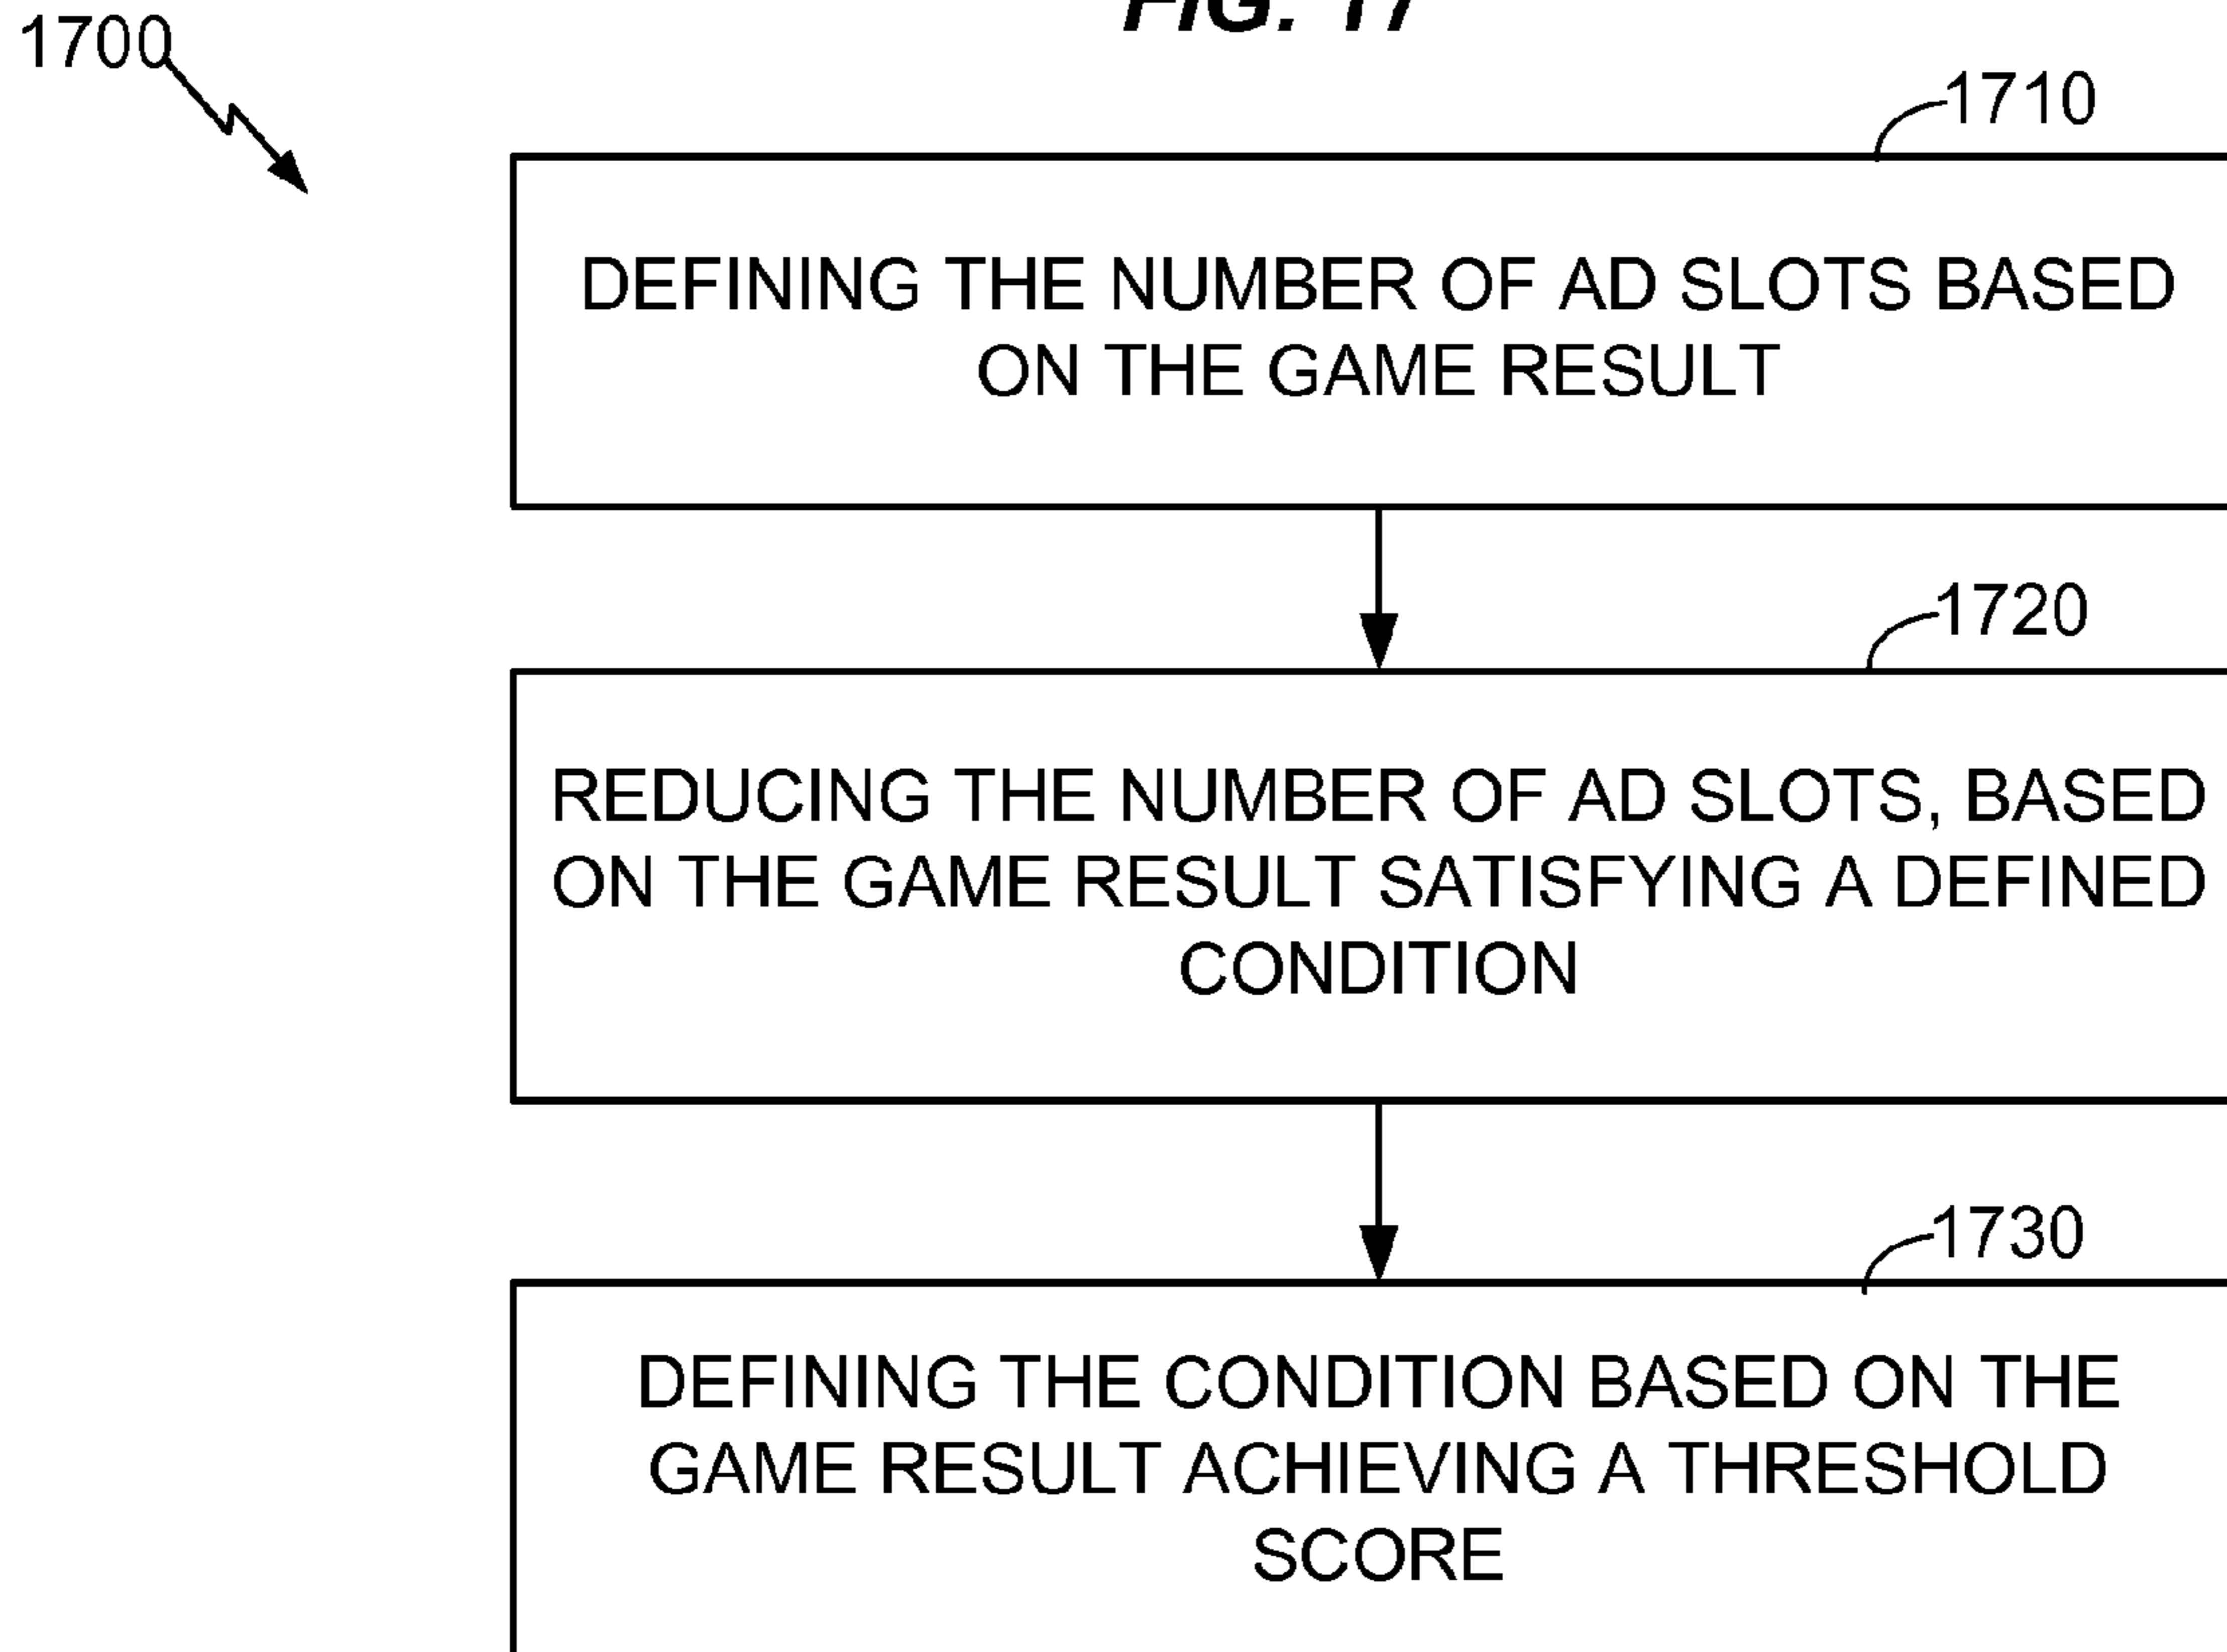 FIG. 17
1700
1710
DEFINING THE NUMBER OF AD SLOTS BASED
ON THE GAME RESULT
1720
REDUCING THE NUMBER OF AD SLOTS, BASED
ON THE GAME RESULT SATISFYING A DEFINED
CONDITION
1730
DEFINING THE CONDITION BASED ON THE
GAME RESULT ACHIEVING A THRESHOLD
SCORE